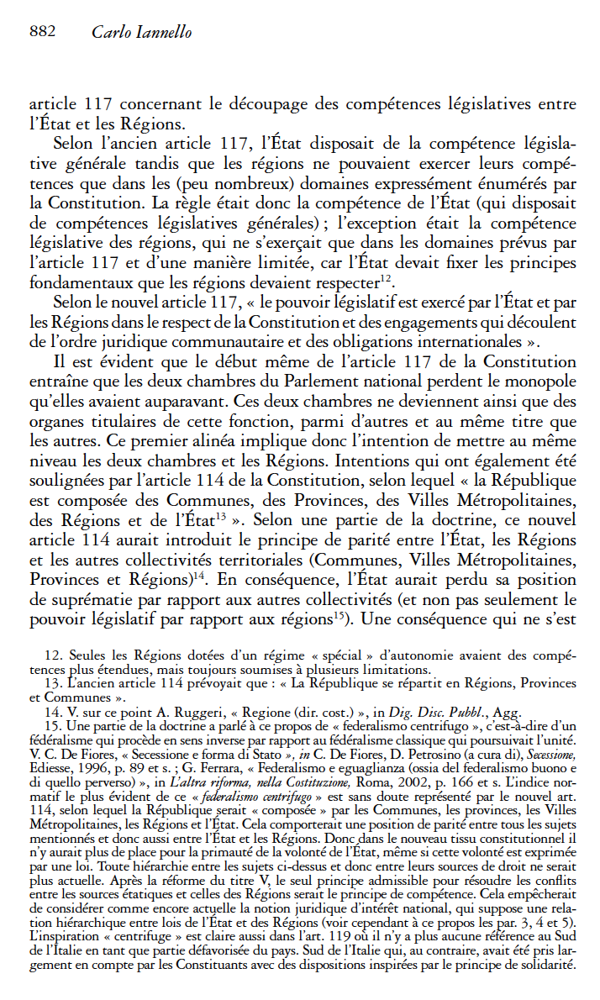 882 Carlo Iannello
article 117 concernant le découpage des compétences législatives entre
l'État et les Régions.
Selon l'ancien article 117, l'État disposait de la compétence législa-
tive générale tandis que les régions ne pouvaient exercer leurs compé-
tences que dans les (peu nombreux) domaines expressément énumérés par
la Constitution. La règle était donc la compétence de l'État (qui disposait
de compétences législatives générales) ; l'exception était la compétence
législative des régions, qui ne s'exerçait que dans les domaines prévus par
l'article 117 et d'une manière limitée, car l'État devait fixer les principes
fondamentaux que les régions devaient respecter¹².
Selon le nouvel article 117, « le pouvoir législatif est exercé par l'État et par
les Régions dans le respect de la Constitution et des engagements qui découlent
de l'ordre juridique communautaire et des obligations internationales ».
Il est évident que le début même de l'article 117 de la Constitution
entraîne que les deux chambres du Parlement national perdent le monopole
qu'elles avaient auparavant. Ces deux chambres ne deviennent ainsi que des
organes titulaires de cette fonction, parmi d'autres et au même titre que
les autres. Ce premier alinéa implique donc l'intention de mettre au même
niveau les deux chambres et les Régions. Intentions qui ont également été
soulignées par l'article 114 de la Constitution, selon lequel « la République
est composée des Communes, des Provinces, des Villes Métropolitaines,
des Régions et de l'État¹³ ». Selon une partie de la doctrine, ce nouvel
article 114 aurait introduit le principe de parité entre l'État, les Régions
et les autres collectivités territoriales (Communes, Villes Métropolitaines,
Provinces et Régions)¹⁴. En conséquence, l'État aurait perdu sa position
de suprématie par rapport aux autres collectivités (et non pas seulement le
pouvoir législatif par rapport aux régions¹⁵). Une conséquence qui ne s'est
12. Seules les Régions dotées d'un régime « spécial » d'autonomie avaient des compé-
tences plus étendues, mais toujours soumises à plusieurs limitations.
13. L'ancien article 114 prévoyait que : « La République se répartit en Régions, Provinces
et Communes ».
14. V. sur ce point A. Ruggeri, « Regione (dir. cost.) », in Dig. Disc. Pubbl., Agg.
15. Une partie de la doctrine a parlé à ce propos de « federalismo centrifugo », c'est-à-dire d'un
fédéralisme qui procède en sens inverse par rapport au fédéralisme classique qui poursuivait l'unité.
V. C. De Fiores, « Secessione e forma di Stato », in C. De Fiores, D. Petrosino (a cura di), Secessione,
Ediesse, 1996, p. 89 et s. ; G. Ferrara, « Federalismo e eguaglianza (ossia del federalismo buono e
di quello perverso) », in L'altra riforma, nella Costituzione, Roma, 2002, p. 166 et s. L'indice nor-
matif le plus évident de ce « federalismo centrifugo » est sans doute représenté par le nouvel art.
114, selon lequel la République serait « composée » par les Communes, les provinces, les Villes
Métropolitaines, les Régions et l'État. Cela comporterait une position de parité entre tous les sujets
mentionnés et donc aussi entre l'État et les Régions. Donc dans le nouveau tissu constitutionnel il
n'y aurait plus de place pour la primauté de la volonté de l'État, même si cette volonté est exprimée
par une loi. Toute hiérarchie entre les sujets ci-dessus et donc entre leurs sources de droit ne serait
plus actuelle. Après la réforme du titre V, le seul principe admissible pour résoudre les conflits
entre les sources étatiques et celles des Régions serait le principe de compétence. Cela empêcherait
de considérer comme encore actuelle la notion juridique d'intérêt national, qui suppose une rela-
tion hiérarchique entre lois de l'État et des Régions (voir cependant à ce propos les par. 3, 4 et 5).
L'inspiration « centrifuge » est claire aussi dans l'art. 119 où il n'y a plus aucune référence au Sud
de l'Italie en tant que partie défavorisée du pays. Sud de l'Italie qui, au contraire, avait été pris lar-
gement en compte par les Constituants avec des dispositions inspirées par le principe de solidarité.